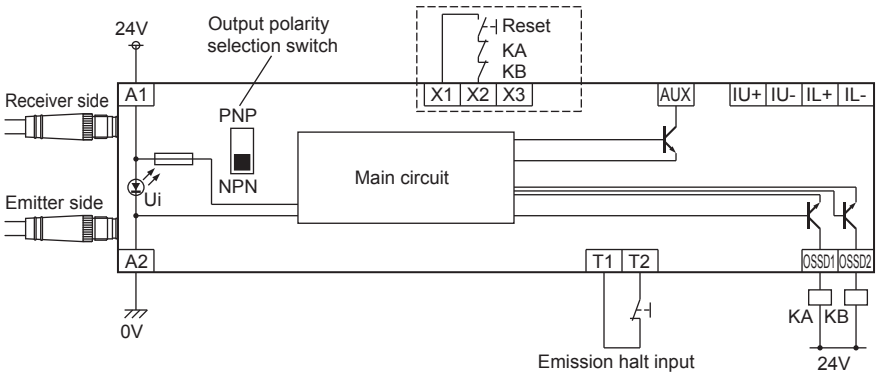 24V
Output polarity
selection switch
Reset
KA
KB
A1
X1 X2 X3
AUX
IU+ IU- IL+ IL-
Receiver side
PNP
NPN
Main circuit
Ui
Emitter side
A2
T1 T2
OSSD1 OSSD2
0V
KA KB
Emission halt input
24V